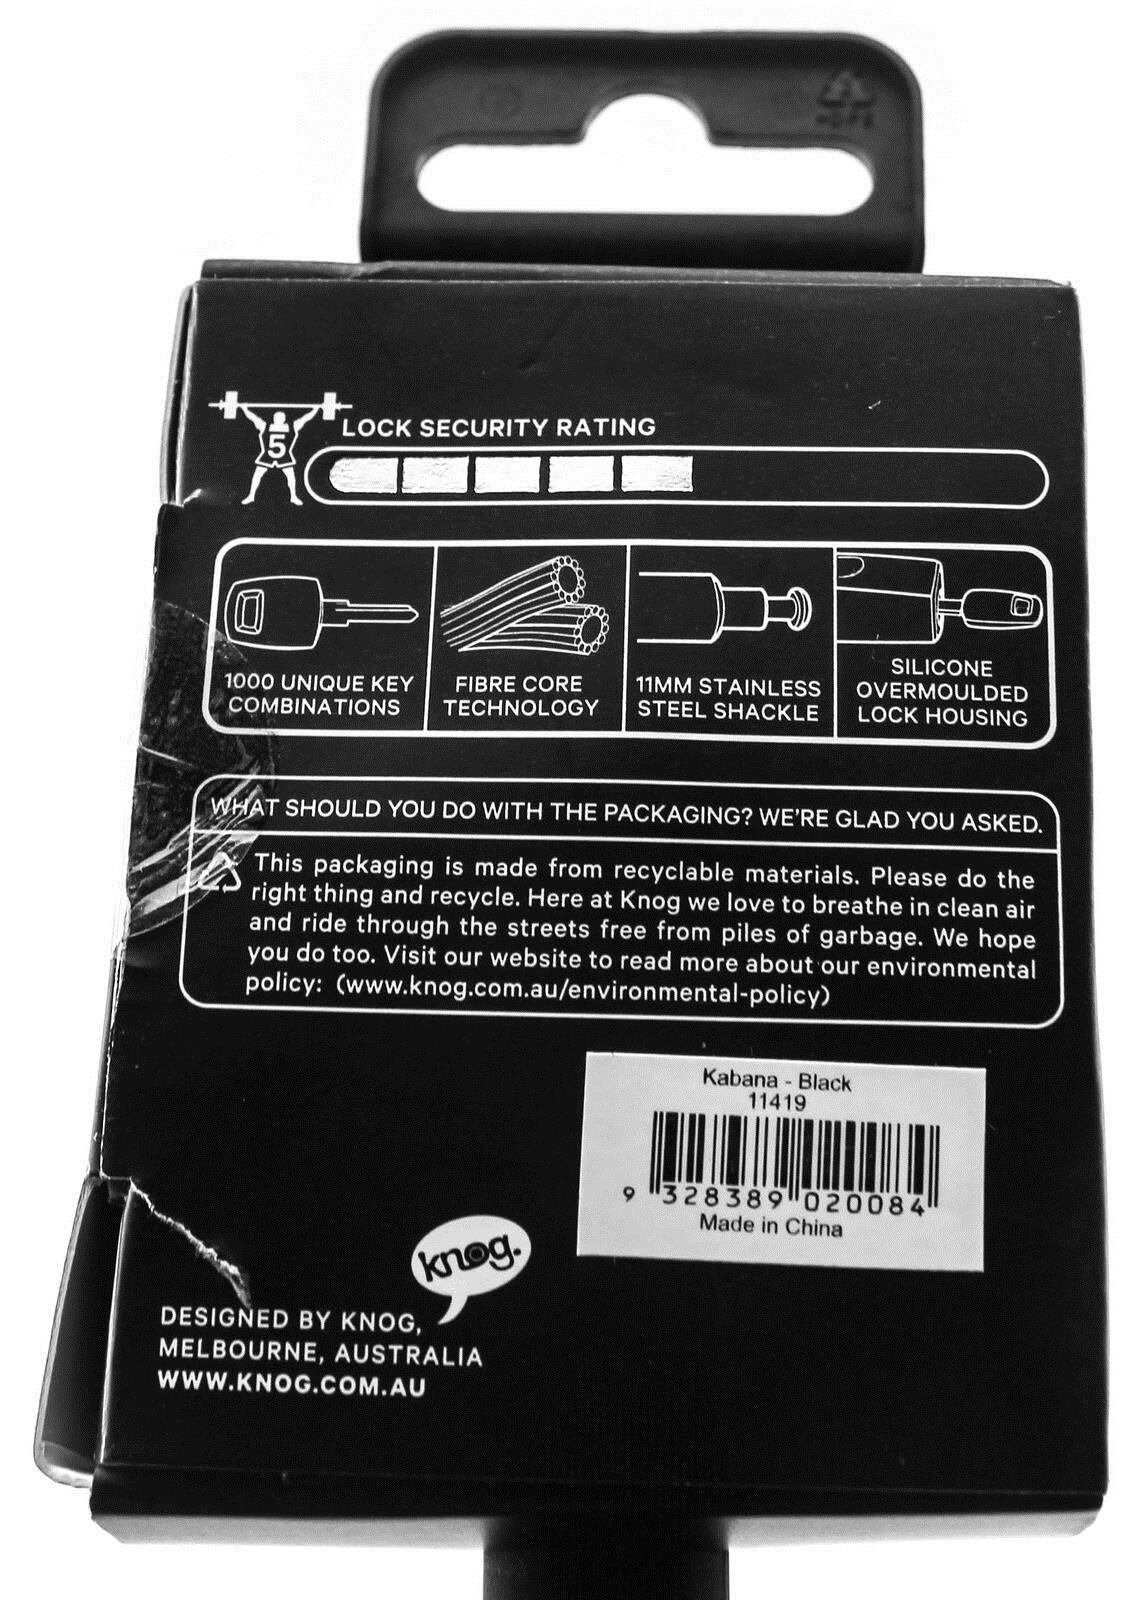 5
LOCK SECURITY RATING
1000 UNIQUE KEY
COMBINATIONS
FIBRE CORE
TECHNOLOGY
11MM STAINLESS
STEEL SHACKLE
SILICONE
OVERMOULDED
LOCK HOUSING
WHAT SHOULD YOU DO WITH THE PACKAGING? WE'RE GLAD YOU ASKED.
This packaging is made from recyclable materials. Please do the
right thing and recycle. Here at Knog we love to breathe in clean air
and ride through the streets free from piles of garbage. We hope
you do too. Visit our website to read more about our environmental
policy: (www.knog.com.au/environmental-policy)
Kabana - Black
11419
9 328389 020084
Made in China
knog.
DESIGNED BY KNOG,
MELBOURNE, AUSTRALIA
WWW.KNOG.COM.AU